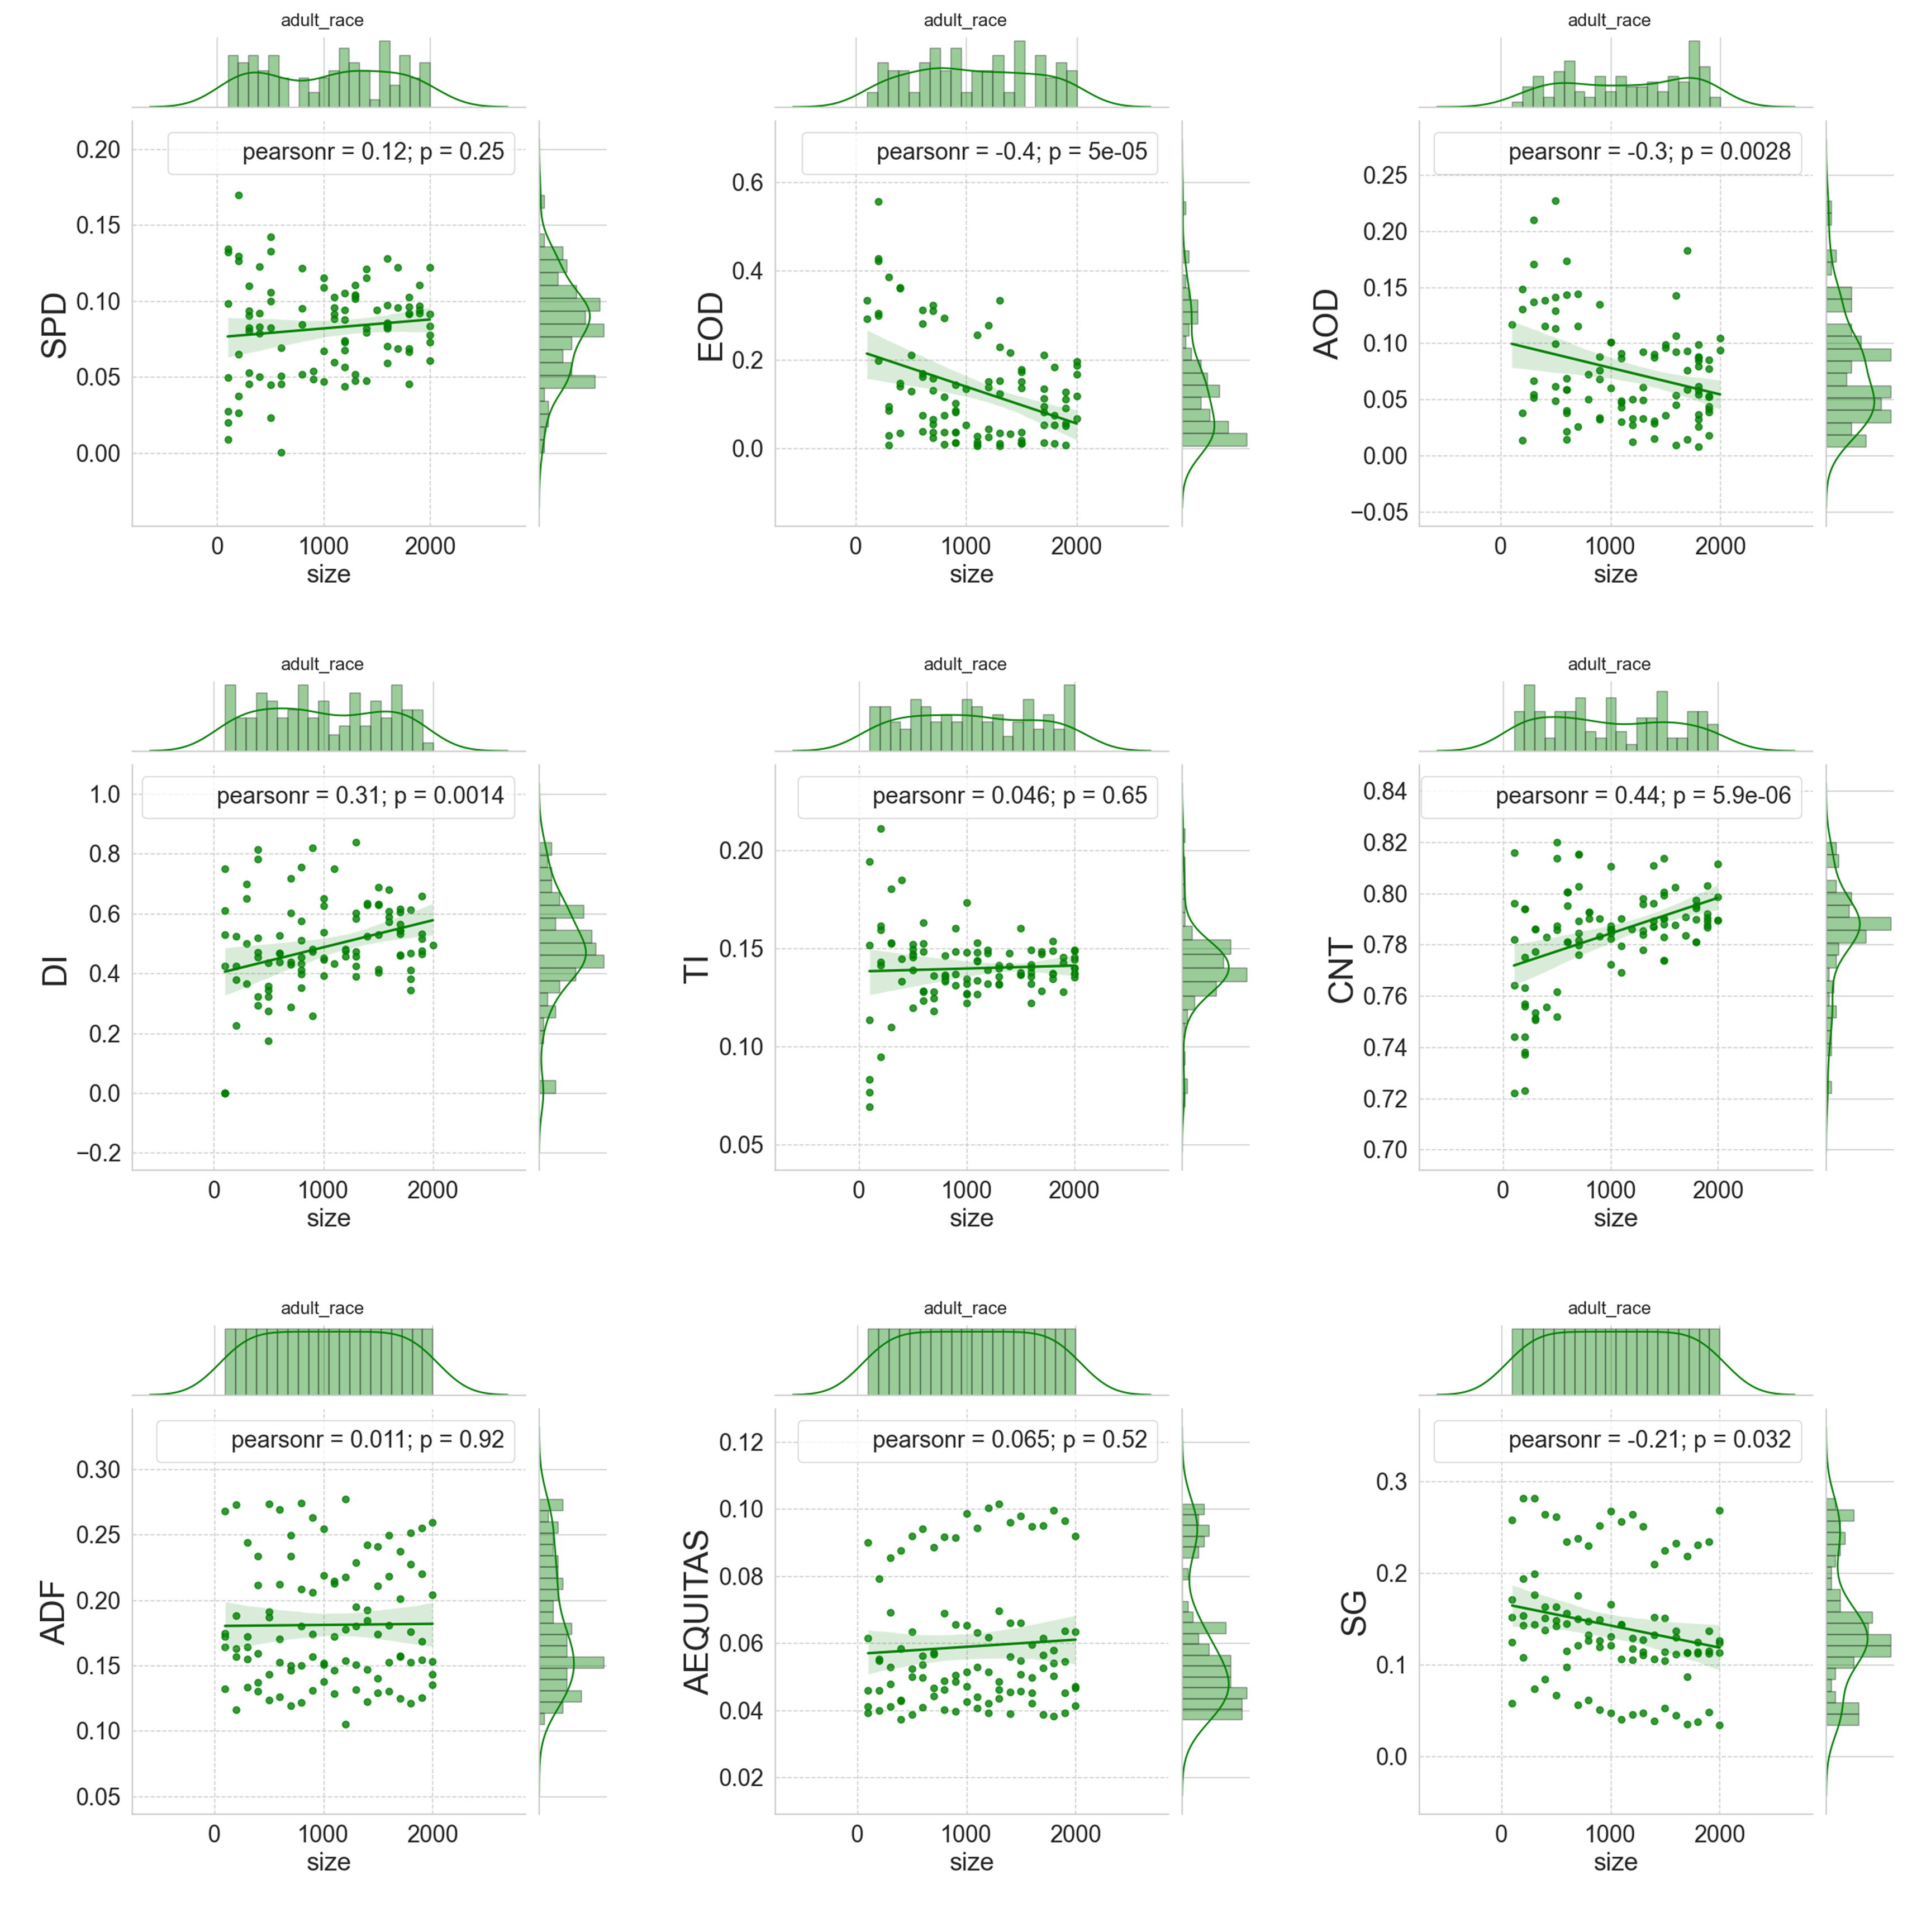 adult_race
pearsonr = 0.12; p = 0.25
SPD
0.20
0.15
0.10
0.05
0.00
0 1000 2000
size
adult_race
pearsonr = -0.4; p = 5e-05
EOD
0.6
0.4
0.2
0.0
0 1000 2000
size
adult_race
pearsonr = -0.3; p = 0.0028
AOD
0.25
0.20
0.15
0.10
0.05
0.00
−0.05
0 1000 2000
size
adult_race
pearsonr = 0.31; p = 0.0014
DI
1.0
0.8
0.6
0.4
0.2
0.0
−0.2
0 1000 2000
size
adult_race
pearsonr = 0.046; p = 0.65
TI
0.20
0.15
0.10
0.05
0 1000 2000
size
adult_race
pearsonr = 0.44; p = 5.9e-06
CNT
0.84
0.82
0.80
0.78
0.76
0.74
0.72
0.70
0 1000 2000
size
adult_race
pearsonr = 0.011; p = 0.92
ADF
0.30
0.25
0.20
0.15
0.10
0.05
0 1000 2000
size
adult_race
pearsonr = 0.065; p = 0.52
AEQUITAS
0.12
0.10
0.08
0.06
0.04
0.02
0 1000 2000
size
adult_race
pearsonr = -0.21; p = 0.032
SG
0.3
0.2
0.1
0.0
0 1000 2000
size